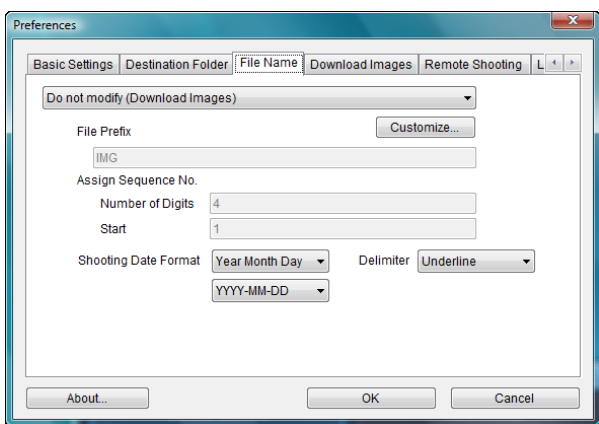 Preferences
Basic Settings Destination Folder File Name Download Images Remote Shooting L
Do not modify (Download Images)
File Prefix Customize...
IMG
Assign Sequence No.
Number of Digits 4
Start 1
Shooting Date Format Year Month Day Delimiter Underline
YYYY-MM-DD
About... OK Cancel